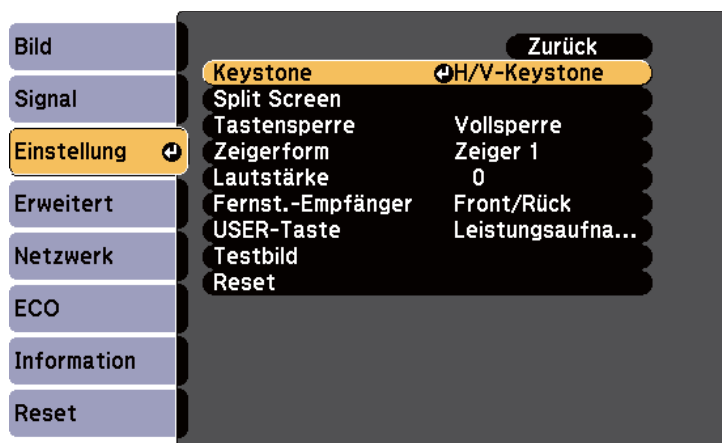 Bild
Signal
Einstellung
Erweitert
Netzwerk
ECO
Information
Reset
Zurück
Keystone H/V-Keystone
Split Screen
Tastensperre Vollsperre
Zeigerform Zeiger 1
Lautstärke 0
Fernst.-Empfänger Front/Rück
USER-Taste Leistungsaufna...
Testbild
Reset